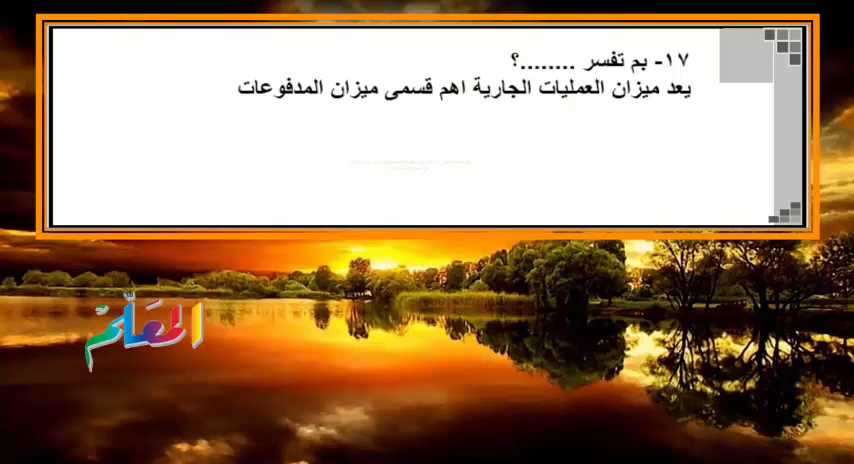 ١٧- بم تفسر ........؟
يعد ميزان العمليات الجارية اهم قسمى ميزان المدفوعات
المعلم